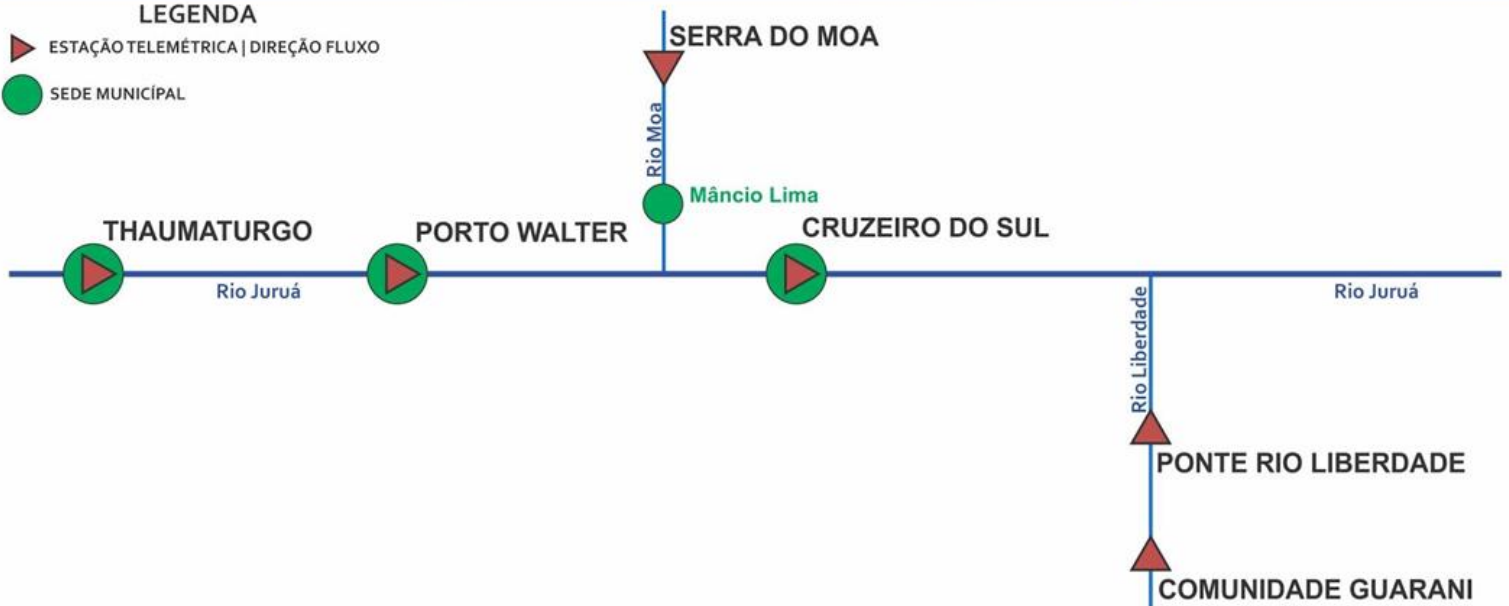 LEGENDA
ESTAÇÃO TELEMÉTRICA | DIREÇÃO FLUXO
SEDE MUNICÍPAL
SERRA DO MOA
Rio Moa
Mâncio Lima
THAUMATURGO
PORTO WALTER
CRUZEIRO DO SUL
Rio Juruá
Rio Juruá
Rio Liberdade
PONTE RIO LIBERDADE
COMUNIDADE GUARANI